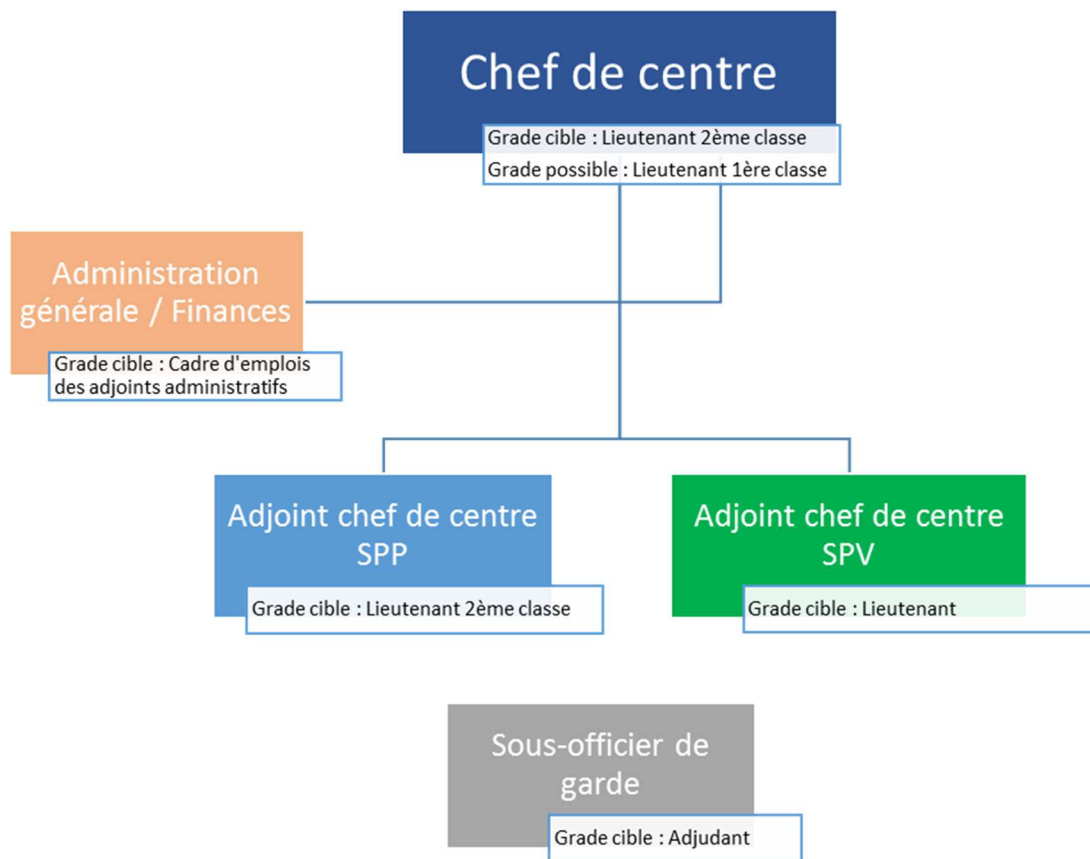 Chef de centre
Grade cible : Lieutenant 2ème classe
Grade possible : Lieutenant 1ère classe
Administration
générale / Finances
Grade cible : Cadre d'emplois
des adjoints administratifs
Adjoint chef de centre
SPP
Grade cible : Lieutenant 2ème classe
Adjoint chef de centre
SPV
Grade cible : Lieutenant
Sous-officier de
garde
Grade cible : Adjudant